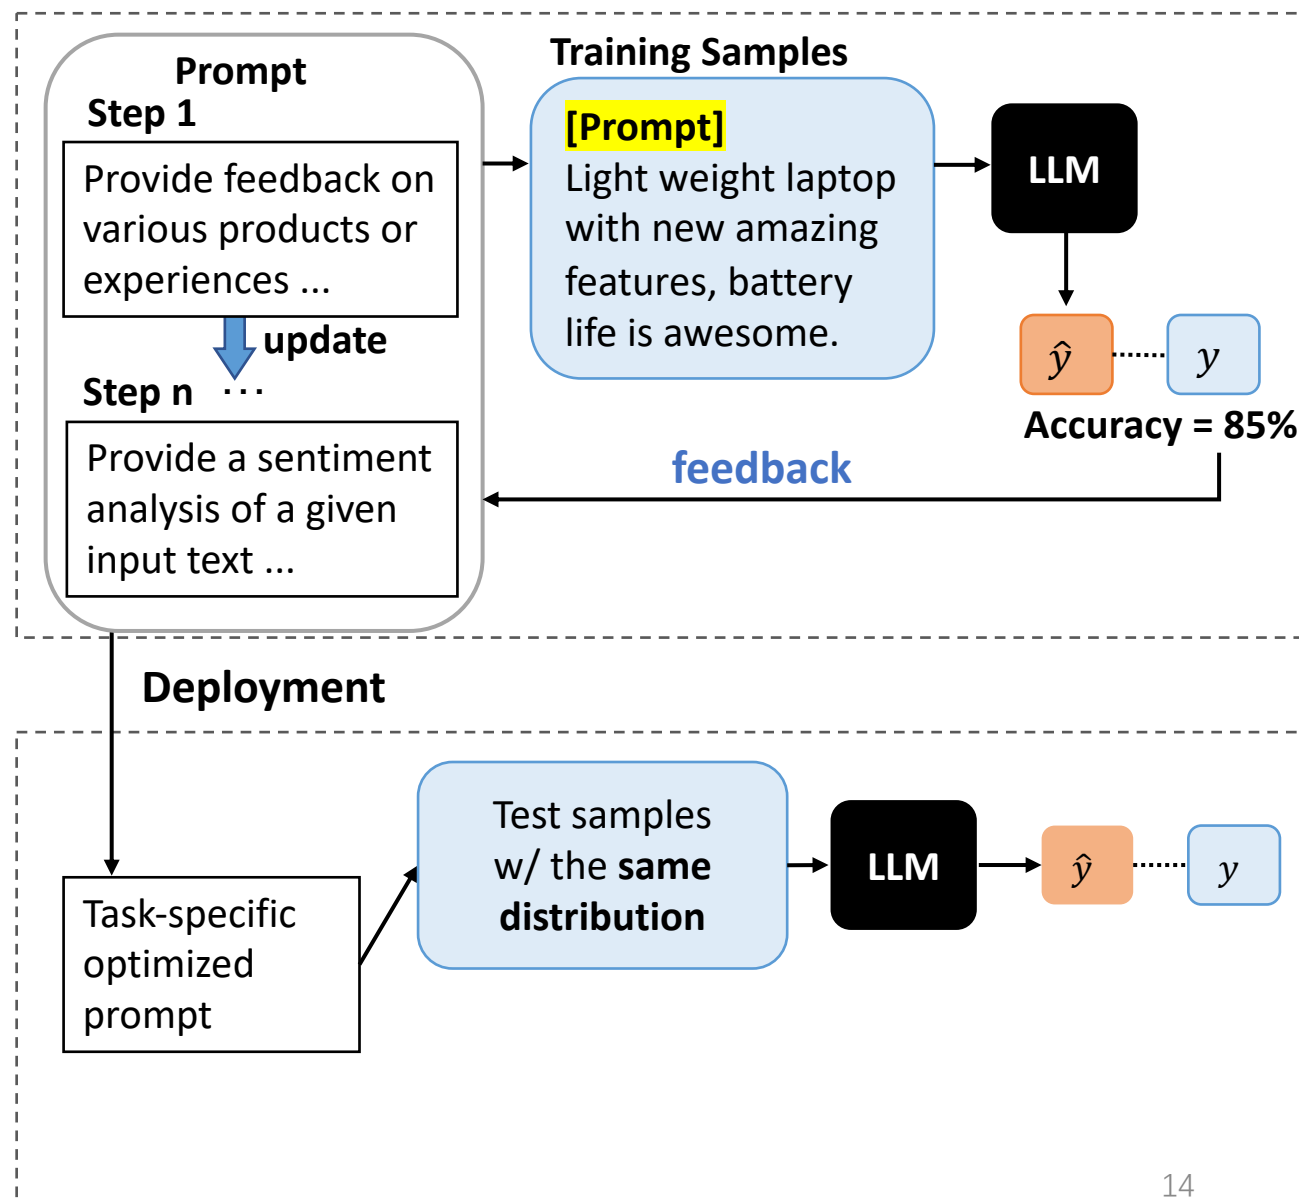 Prompt
Step 1
Provide feedback on
various products or
experiences ...
update
Step n ...
Provide a sentiment
analysis of a given
input text ...
Training Samples
[Prompt]
Light weight laptop
with new amazing
features, battery
life is awesome.
LLM
ŷ
y
Accuracy = 85%
feedback
Deployment
Task-specific
optimized
prompt
Test samples
w/ the same
distribution
LLM
ŷ
y
14